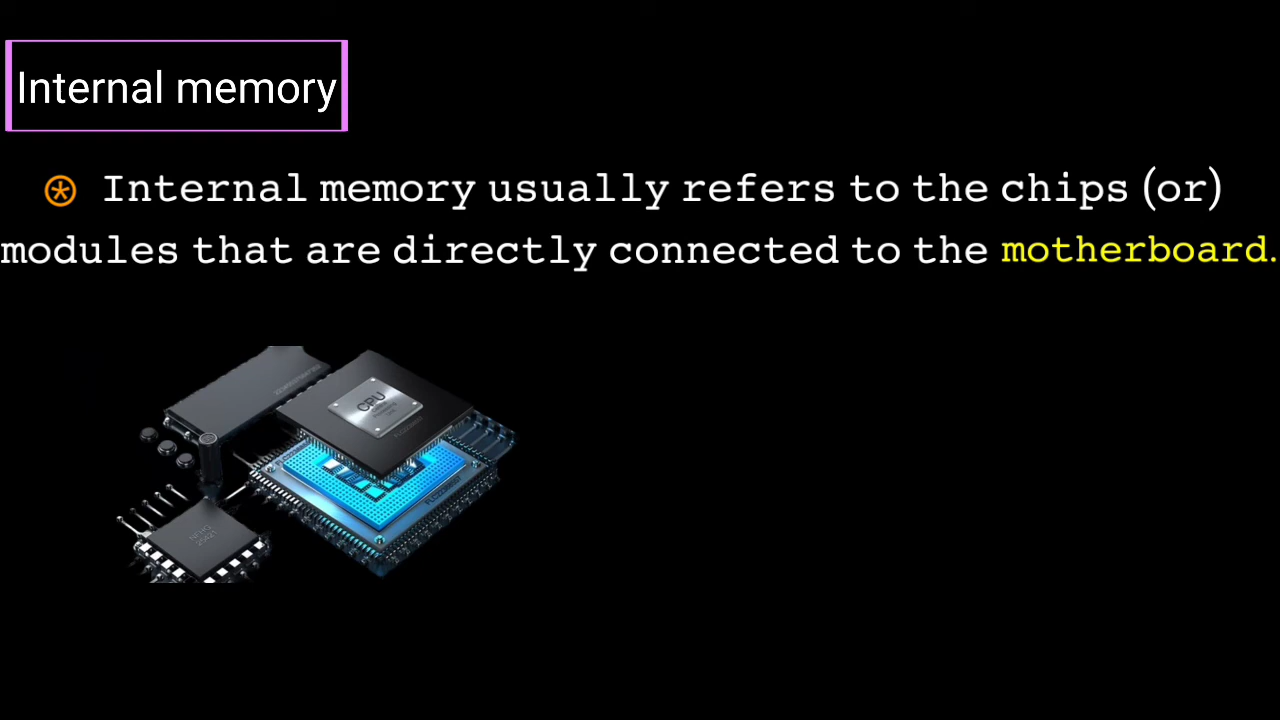 Internal memory
Internal memory usually refers to the chips (or)
modules that are directly connected to the motherboard.
CPU